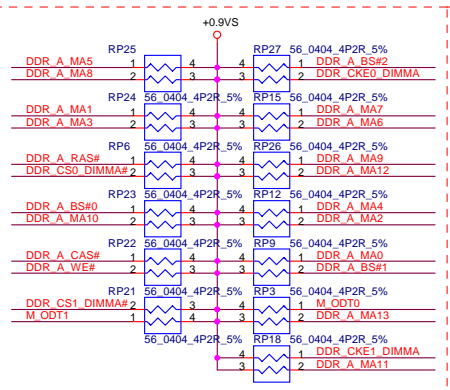 +0.9VS
RP25 RP27 56_0404_4P2R_5%
DDR_A_MA5 1 4 4 1 DDR_A_BS#2
DDR_A_MA8 2 3 3 2 DDR_CKE0_DIMMA
RP24 56_0404_4P2R_5% RP15 56_0404_4P2R_5%
DDR_A_MA1 1 4 4 1 DDR_A_MA7
DDR_A_MA3 2 3 3 2 DDR_A_MA6
RP6 56_0404_4P2R_5% RP26 56_0404_4P2R_5%
DDR_A_RAS# 1 4 4 1 DDR_A_MA9
DDR_CS0_DIMMA# 2 3 3 2 DDR_A_MA12
RP23 56_0404_4P2R_5% RP12 56_0404_4P2R_5%
DDR_A_BS#0 1 4 4 1 DDR_A_MA4
DDR_A_MA10 2 3 3 2 DDR_A_MA2
RP22 56_0404_4P2R_5% RP9 56_0404_4P2R_5%
DDR_A_CAS# 1 4 4 1 DDR_A_MA0
DDR_A_WE# 2 3 3 2 DDR_A_BS#1
RP21 56_0404_4P2R_5% RP3 56_0404_4P2R_5%
DDR_CS1_DIMMA# 2 3 4 1 M_ODT0
M_ODT1 1 4 3 2 DDR_A_MA13
56_0404_4P2R_5% RP18 56_0404_4P2R_5%
4 1 DDR_CKE1_DIMMA
3 2 DDR_A_MA11